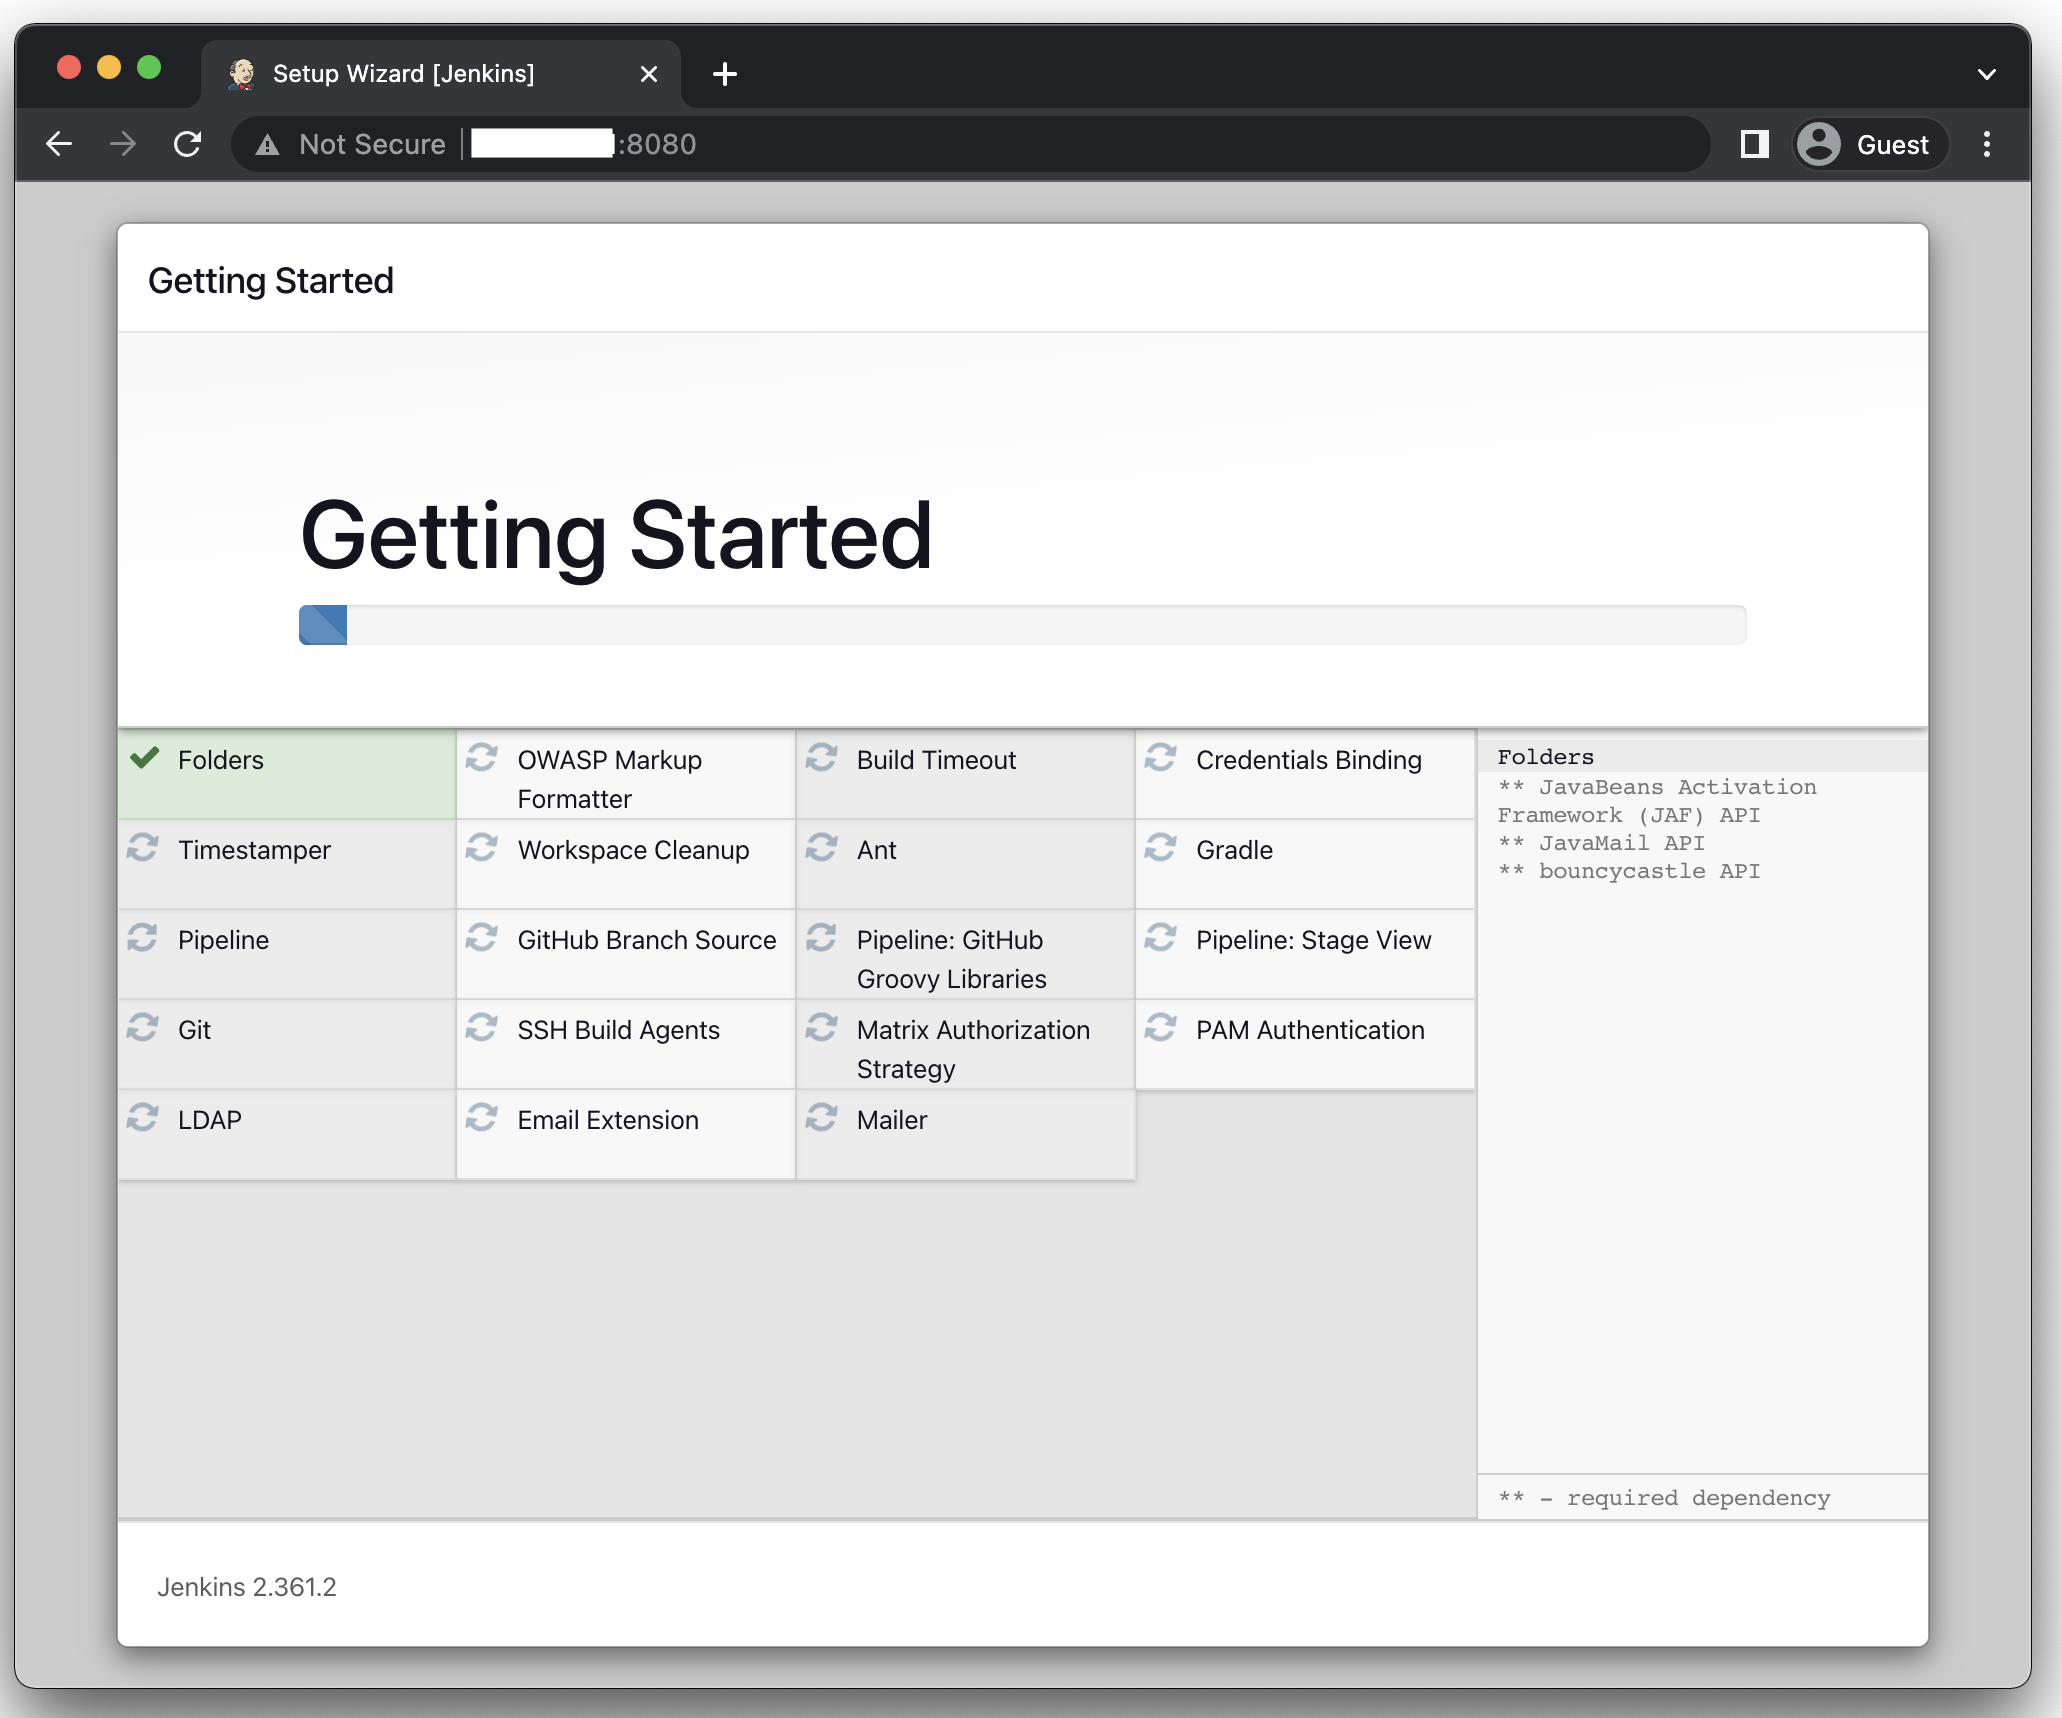 Setup Wizard [Jenkins]
Not Secure
:8080
Guest
Getting Started
Getting Started
Folders
OWASP Markup
Formatter
Build Timeout
Credentials Binding
Timestamper
Workspace Cleanup
Ant
Gradle
Pipeline
GitHub Branch Source
Pipeline: GitHub
Groovy Libraries
Pipeline: Stage View
Git
SSH Build Agents
Matrix Authorization
Strategy
PAM Authentication
LDAP
Email Extension
Mailer
Folders
** JavaBeans Activation
Framework (JAF) API
** JavaMail API
** bouncycastle API
** - required dependency
Jenkins 2.361.2